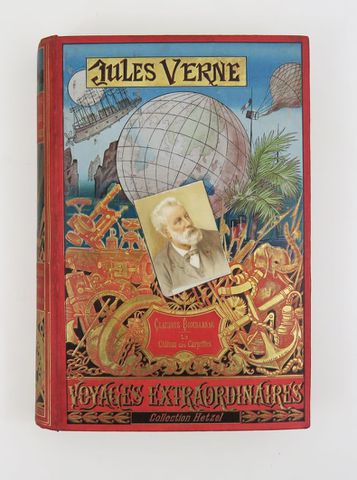 JULES VERNE
CLAUDIUS BOMBARNAC
Le
Château des Carpathes
VOYAGES EXTRAORDINAIRES
Collection Hetzel